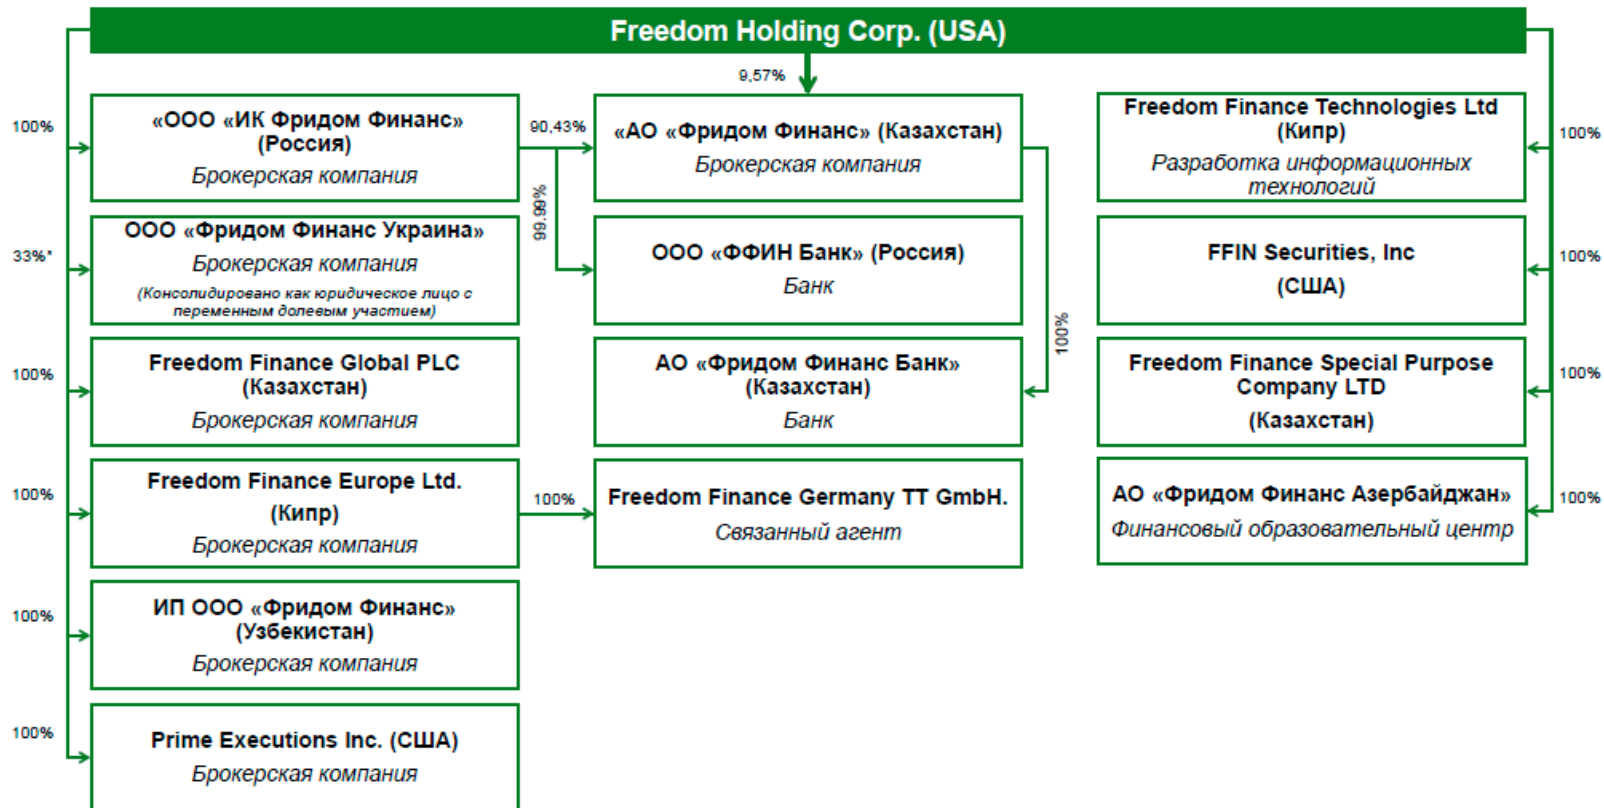 Freedom Holding Corp. (USA)
9,57%
100%
«ООО «ИК Фридом Финанс»
(Россия)
Брокерская компания
90,43%
99.99%
«АО «Фридом Финанс» (Казахстан)
Брокерская компания
100%
Freedom Finance Technologies Ltd
(Кипр)
Разработка информационных
технологий
100%
33%*
ООО «Фридом Финанс Украина»
Брокерская компания
(Консолидировано как юридическое лицо с
переменным долевым участием)
ООО «ФФИН Банк» (Россия)
Банк
FFIN Securities, Inc
(США)
100%
100%
Freedom Finance Global PLC
(Казахстан)
Брокерская компания
АО «Фридом Финанс Банк»
(Казахстан)
Банк
Freedom Finance Special Purpose
Company LTD
(Казахстан)
100%
100%
Freedom Finance Europe Ltd.
(Кипр)
Брокерская компания
100%
Freedom Finance Germany TT GmbH.
Связанный агент
АО «Фридом Финанс Азербайджан»
Финансовый образовательный центр
100%
100%
ИП ООО «Фридом Финанс»
(Узбекистан)
Брокерская компания
100%
Prime Executions Inc. (США)
Брокерская компания